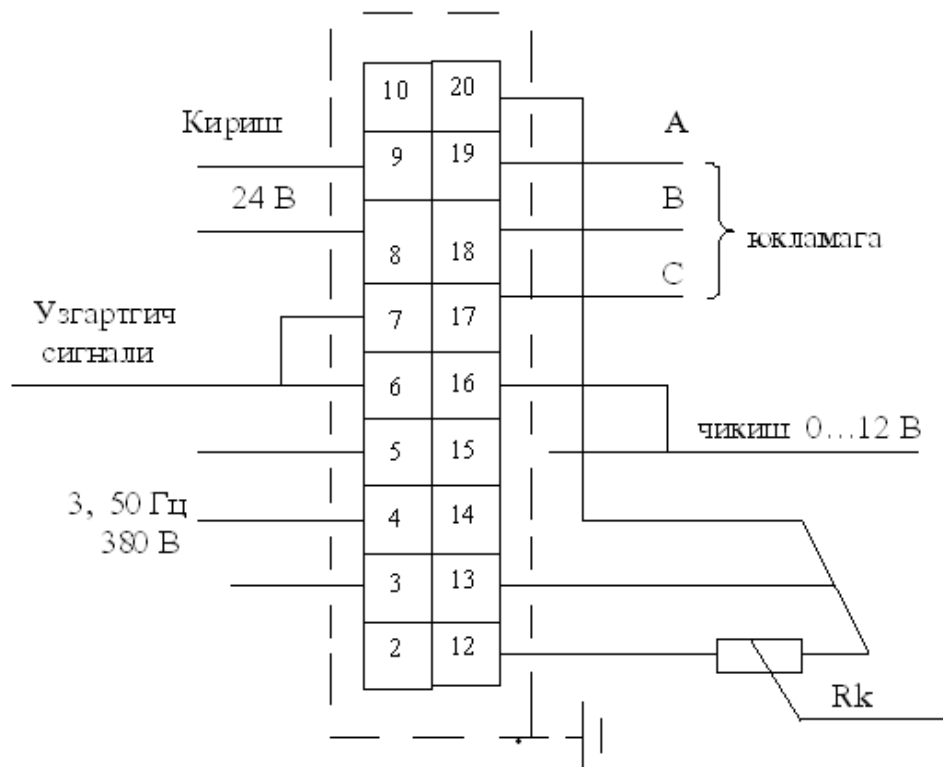 10 20
Кириш
А
9 19
24 В
В
8 18
юкламага
С
Узгартгич
сигнали
7 17
6 16
чикиш 0...12 В
5 15
3, 50 Гц
380 В
4 14
3 13
2 12
Rk